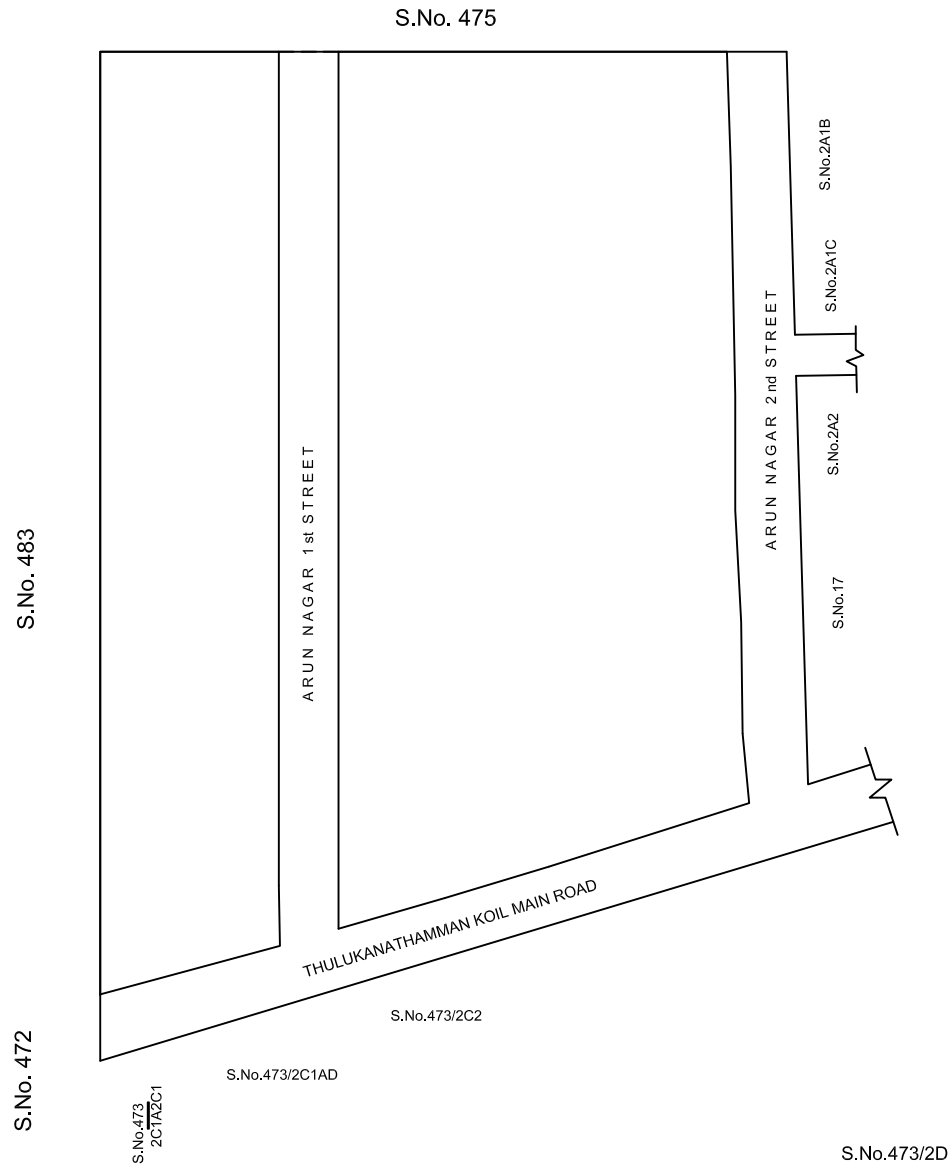 S.No. 475
S.No.2A1B
S.No.2A1C
ARUN NAGAR 2nd STREET
S.No.2A2
ARUN NAGAR 1st STREET
S.No. 483
S.No.17
THULUKANATHAMMAN KOIL MAIN ROAD
S.No.473/2C2
S.No. 472
S.No.473/2C1AD
S.No.473
2C1A2C1
S.No.473/2D